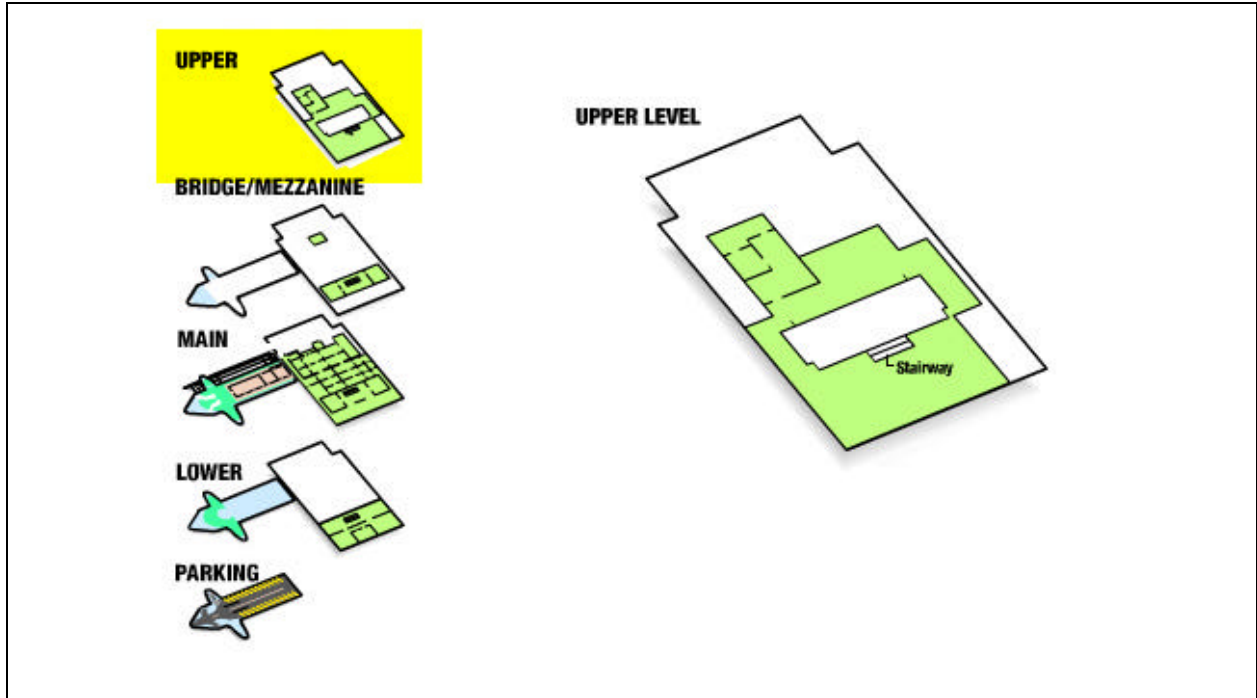 UPPER
UPPER LEVEL
BRIDGE/MEZZANINE
MAIN
Stairway
LOWER
PARKING